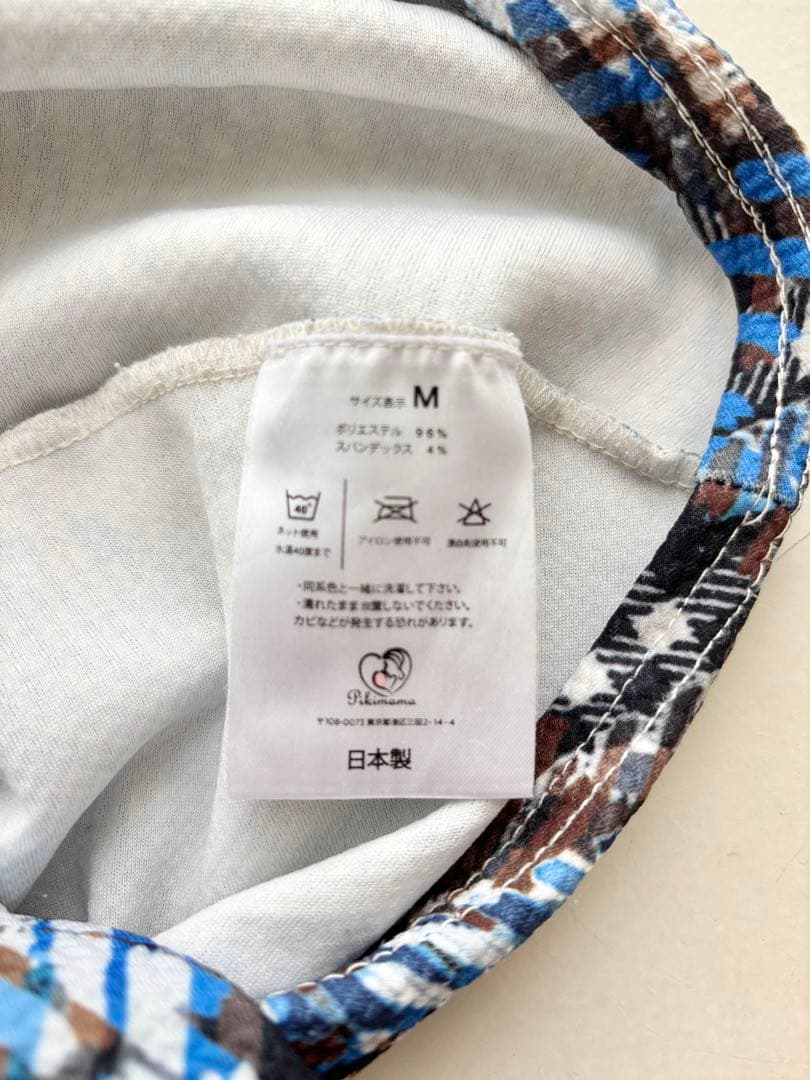 サイズ表示 M
ポリエステル 96%
スパンデックス 4%
40°
ネット使用
水温40度まで
アイロン使用不可
漂白剤使用不可
・同系色と一緒に洗濯して下さい。
・濡れたまま放置しないでください。
カビなどが発生する恐れがあります。
Pikimama
〒108-0073 東京都港区三田2-14-4
日本製